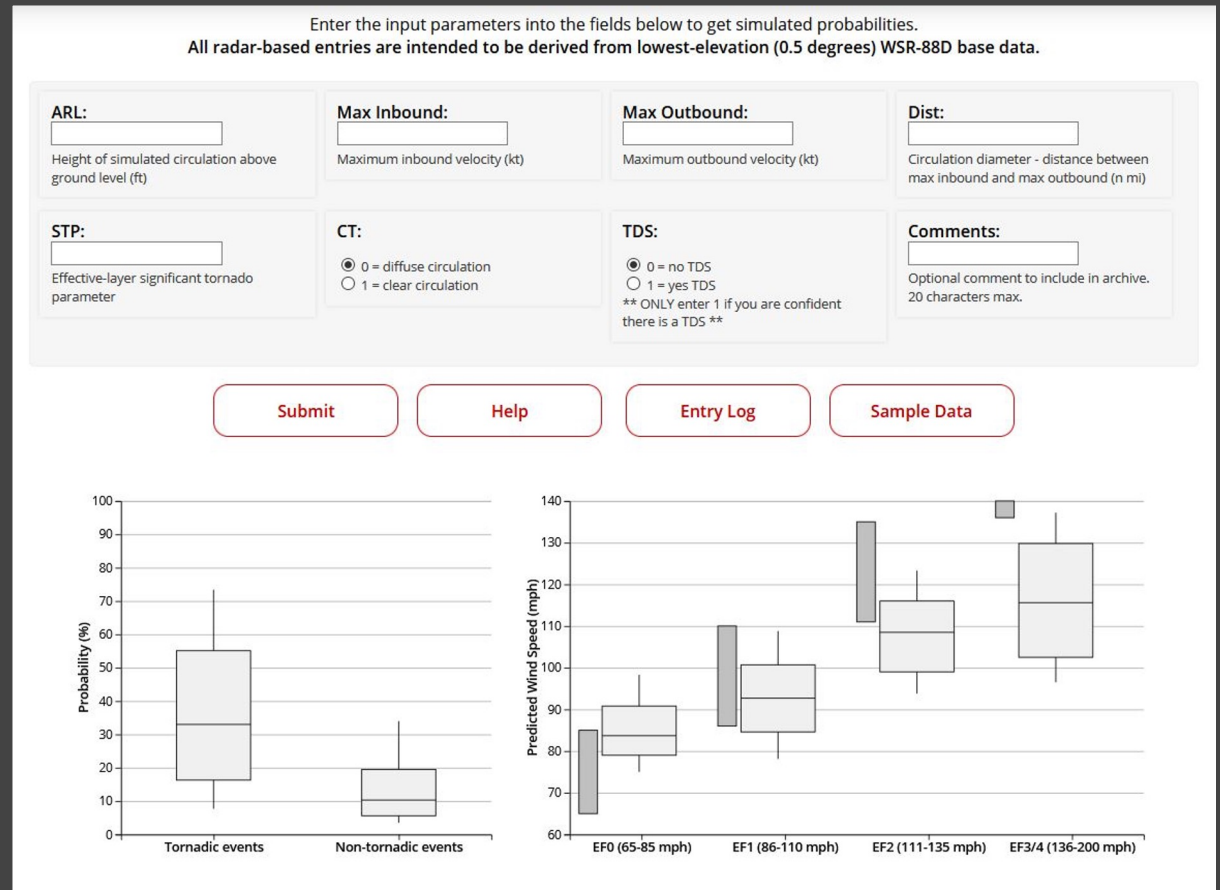 Enter the input parameters into the fields below to get simulated probabilities.
All radar-based entries are intended to be derived from lowest-elevation (0.5 degrees) WSR-88D base data.
ARL:
Height of simulated circulation above
ground level (ft)
Max Inbound:
Maximum inbound velocity (kt)
Max Outbound:
Maximum outbound velocity (kt)
Dist:
Circulation diameter - distance between
max inbound and max outbound (n mi)
STP:
Effective-layer significant tornado
parameter
CT:
0 = diffuse circulation
1 = clear circulation
TDS:
0 = no TDS
1 = yes TDS
** ONLY enter 1 if you are confident
there is a TDS **
Comments:
Optional comment to include in archive.
20 characters max.
Submit
Help
Entry Log
Sample Data
Probability (%)
100
90
80
70
60
50
40
30
20
10
0
Tornadic events
Non-tornadic events
Predicted Wind Speed (mph)
140
130
120
110
100
90
80
70
60
EF0 (65-85 mph)
EF1 (86-110 mph)
EF2 (111-135 mph)
EF3/4 (136-200 mph)